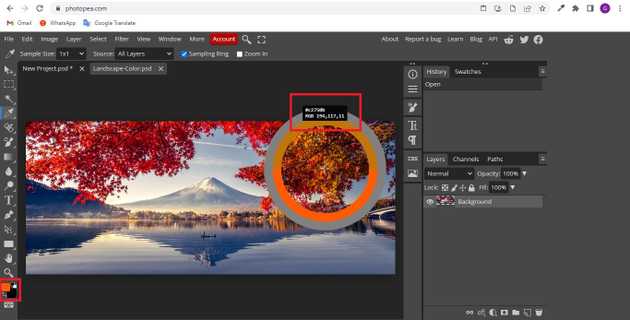 photopea.com
Gmail
WhatsApp
Google Translate
G
File Edit Image Layer Select Filter View Window More Account
About Report a bug Learn Blog API
Sample Size: 1x1 Source: All Layers Sampling Ring Zoom In
New Project.psd *
Landscape-Color.psd
RGB 194,117,11
History Swatches
Open
CSS
Layers Channels Paths
Normal Opacity: 100%
Lock: Fill: 100%
Background